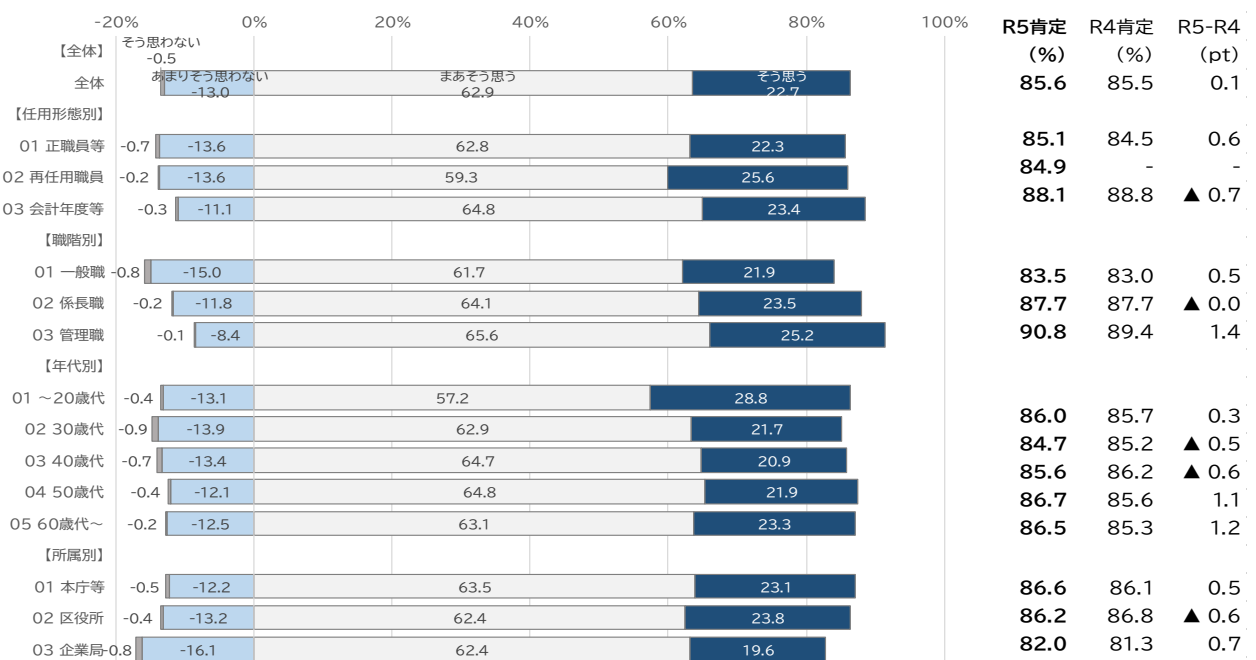 -20% 0% 20% 40% 60% 80% 100% R5肯定 R4肯定 R5-R4
(%) (%) (pt)
【全体】 そう思わない
-0.5
あまりそう思わない まあそう思う そう思う
全体 -13.0 62.9 22.7 85.6 85.5 0.1
【任用形態別】
01 正職員等 -0.7 -13.6 62.8 22.3 85.1 84.5 0.6
02 再任用職員 -0.2 -13.6 59.3 25.6 84.9 - -
03 会計年度等 -0.3 -11.1 64.8 23.4 88.1 88.8 ▲ 0.7
【職階別】
01 一般職 -0.8 -15.0 61.7 21.9 83.5 83.0 0.5
02 係長職 -0.2 -11.8 64.1 23.5 87.7 87.7 ▲ 0.0
03 管理職 -0.1 -8.4 65.6 25.2 90.8 89.4 1.4
【年代別】
01 ～20歳代 -0.4 -13.1 57.2 28.8 86.0 85.7 0.3
02 30歳代 -0.9 -13.9 62.9 21.7 84.7 85.2 ▲ 0.5
03 40歳代 -0.7 -13.4 64.7 20.9 85.6 86.2 ▲ 0.6
04 50歳代 -0.4 -12.1 64.8 21.9 86.7 85.6 1.1
05 60歳代～ -0.2 -12.5 63.1 23.3 86.5 85.3 1.2
【所属別】
01 本庁等 -0.5 -12.2 63.5 23.1 86.6 86.1 0.5
02 区役所 -0.4 -13.2 62.4 23.8 86.2 86.8 ▲ 0.6
03 企業局 -0.8 -16.1 62.4 19.6 82.0 81.3 0.7